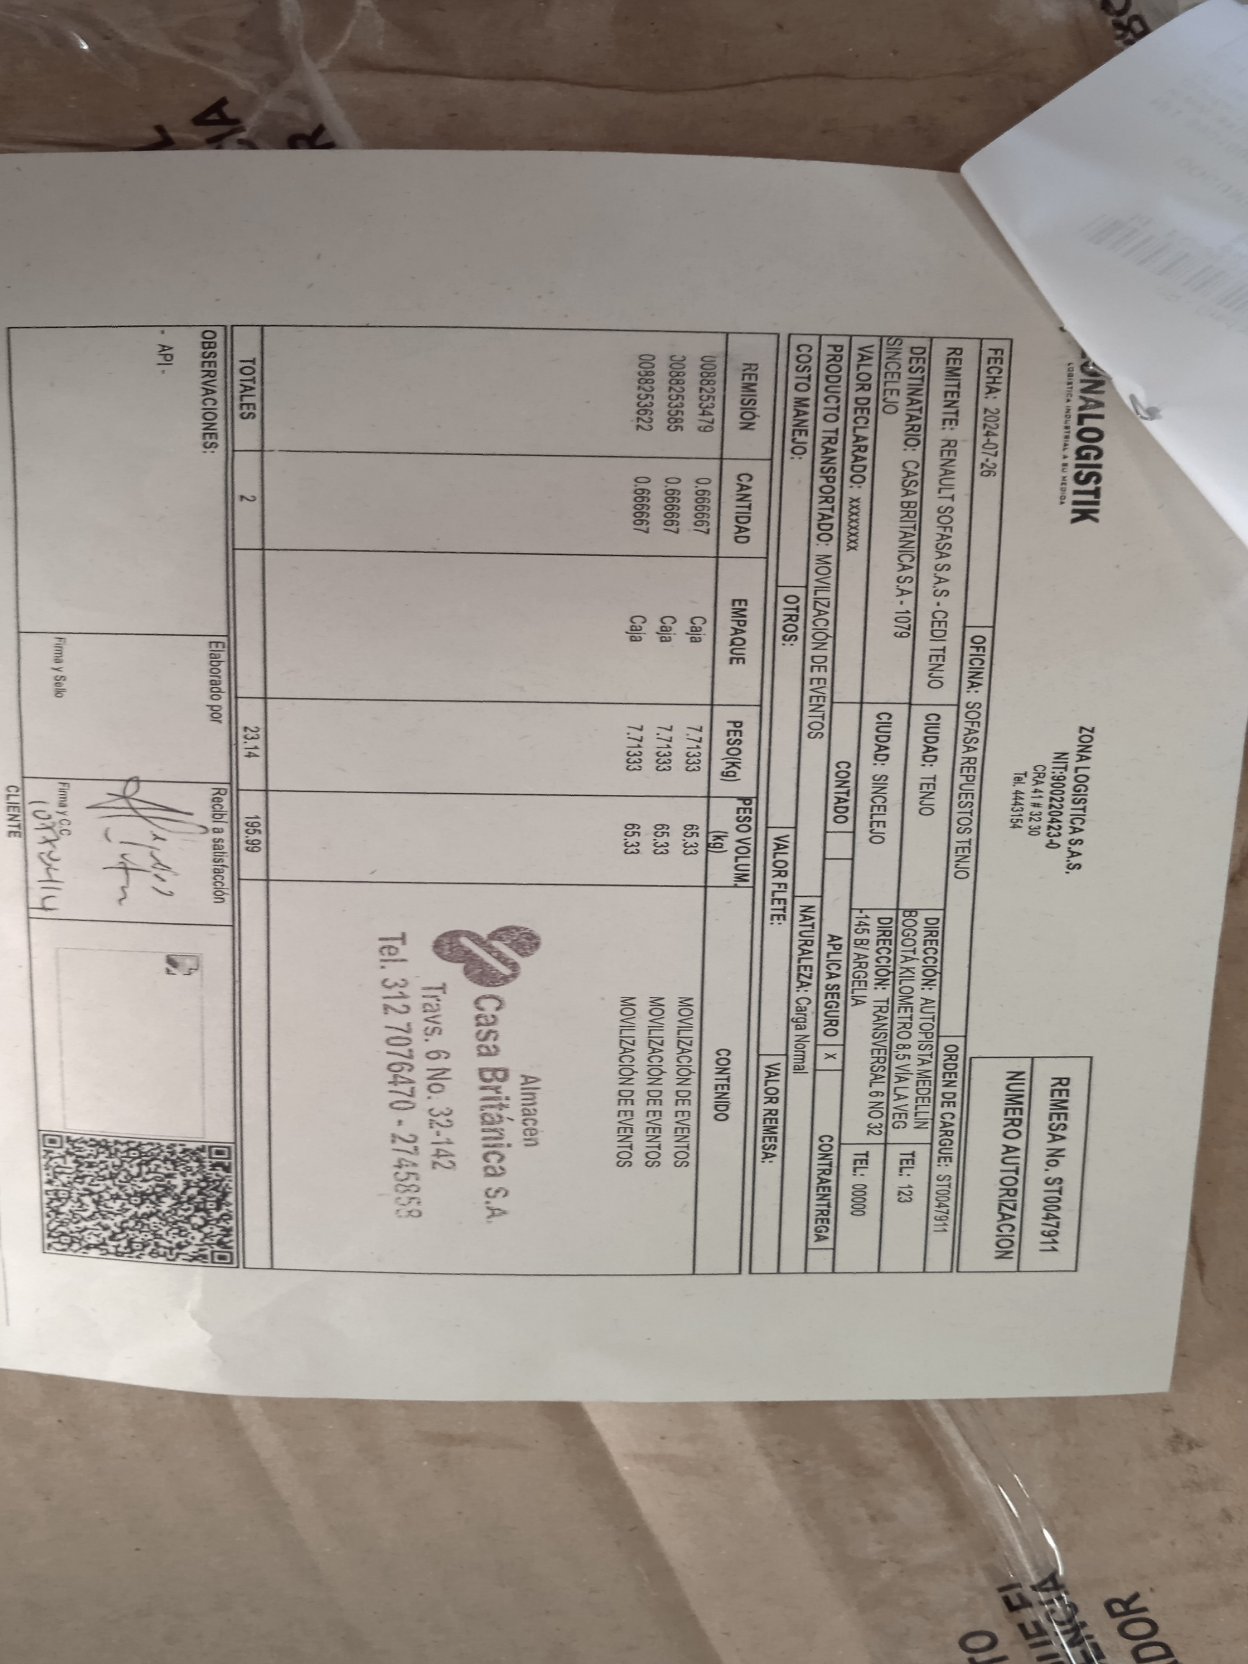 ONALOGISTIK
LOGISTICA INDUSTRIAL A SU MEDIDA
ZONA LOGISTICA S.A.S.
NIT:900220423-0
CRA 41 # 32 30
Tel. 4443154
REMESA No. ST0047911
NUMERO AUTORIZACION
FECHA: 2024-07-26 OFICINA: SOFASA REPUESTOS TENJO ORDEN DE CARGUE: ST0047911
REMITENTE: RENAULT SOFASA S.A.S - CEDI TENJO CIUDAD: TENJO DIRECCIÓN: AUTOPISTA MEDELLIN TEL: 123
BOGOTÁ KILOMETRO 8,5 VÍA LA VEG
DESTINATARIO: CASA BRITANICA S.A - 1079 CIUDAD: SINCELEJO DIRECCIÓN: TRANSVERSAL 6 NO 32 TEL: 00000
SINCELEJO -145 B/ ARGELIA
VALOR DECLARADO: xxxxxxxx CONTADO APLICA SEGURO X CONTRAENTREGA
PRODUCTO TRANSPORTADO: MOVILIZACIÓN DE EVENTOS NATURALEZA: Carga Normal
COSTO MANEJO: OTROS: VALOR FLETE: VALOR REMESA:
REMISIÓN CANTIDAD EMPAQUE PESO(Kg) PESO VOLUM. (kg) CONTENIDO
0088253479 0.666667 Caja 7.71333 65.33 MOVILIZACIÓN DE EVENTOS
0088253585 0.666667 Caja 7.71333 65.33 MOVILIZACIÓN DE EVENTOS
0088253622 0.666667 Caja 7.71333 65.33 MOVILIZACIÓN DE EVENTOS
Almacén
Casa Británica S.A.
Travs. 6 No. 32-142
Tel. 312 7076470 - 2745853
TOTALES 2 23.14 195.99
OBSERVACIONES: Elaborado por Recibí a satisfacción
- API -
Firma y Sello Firma y C.C
CLIENTE